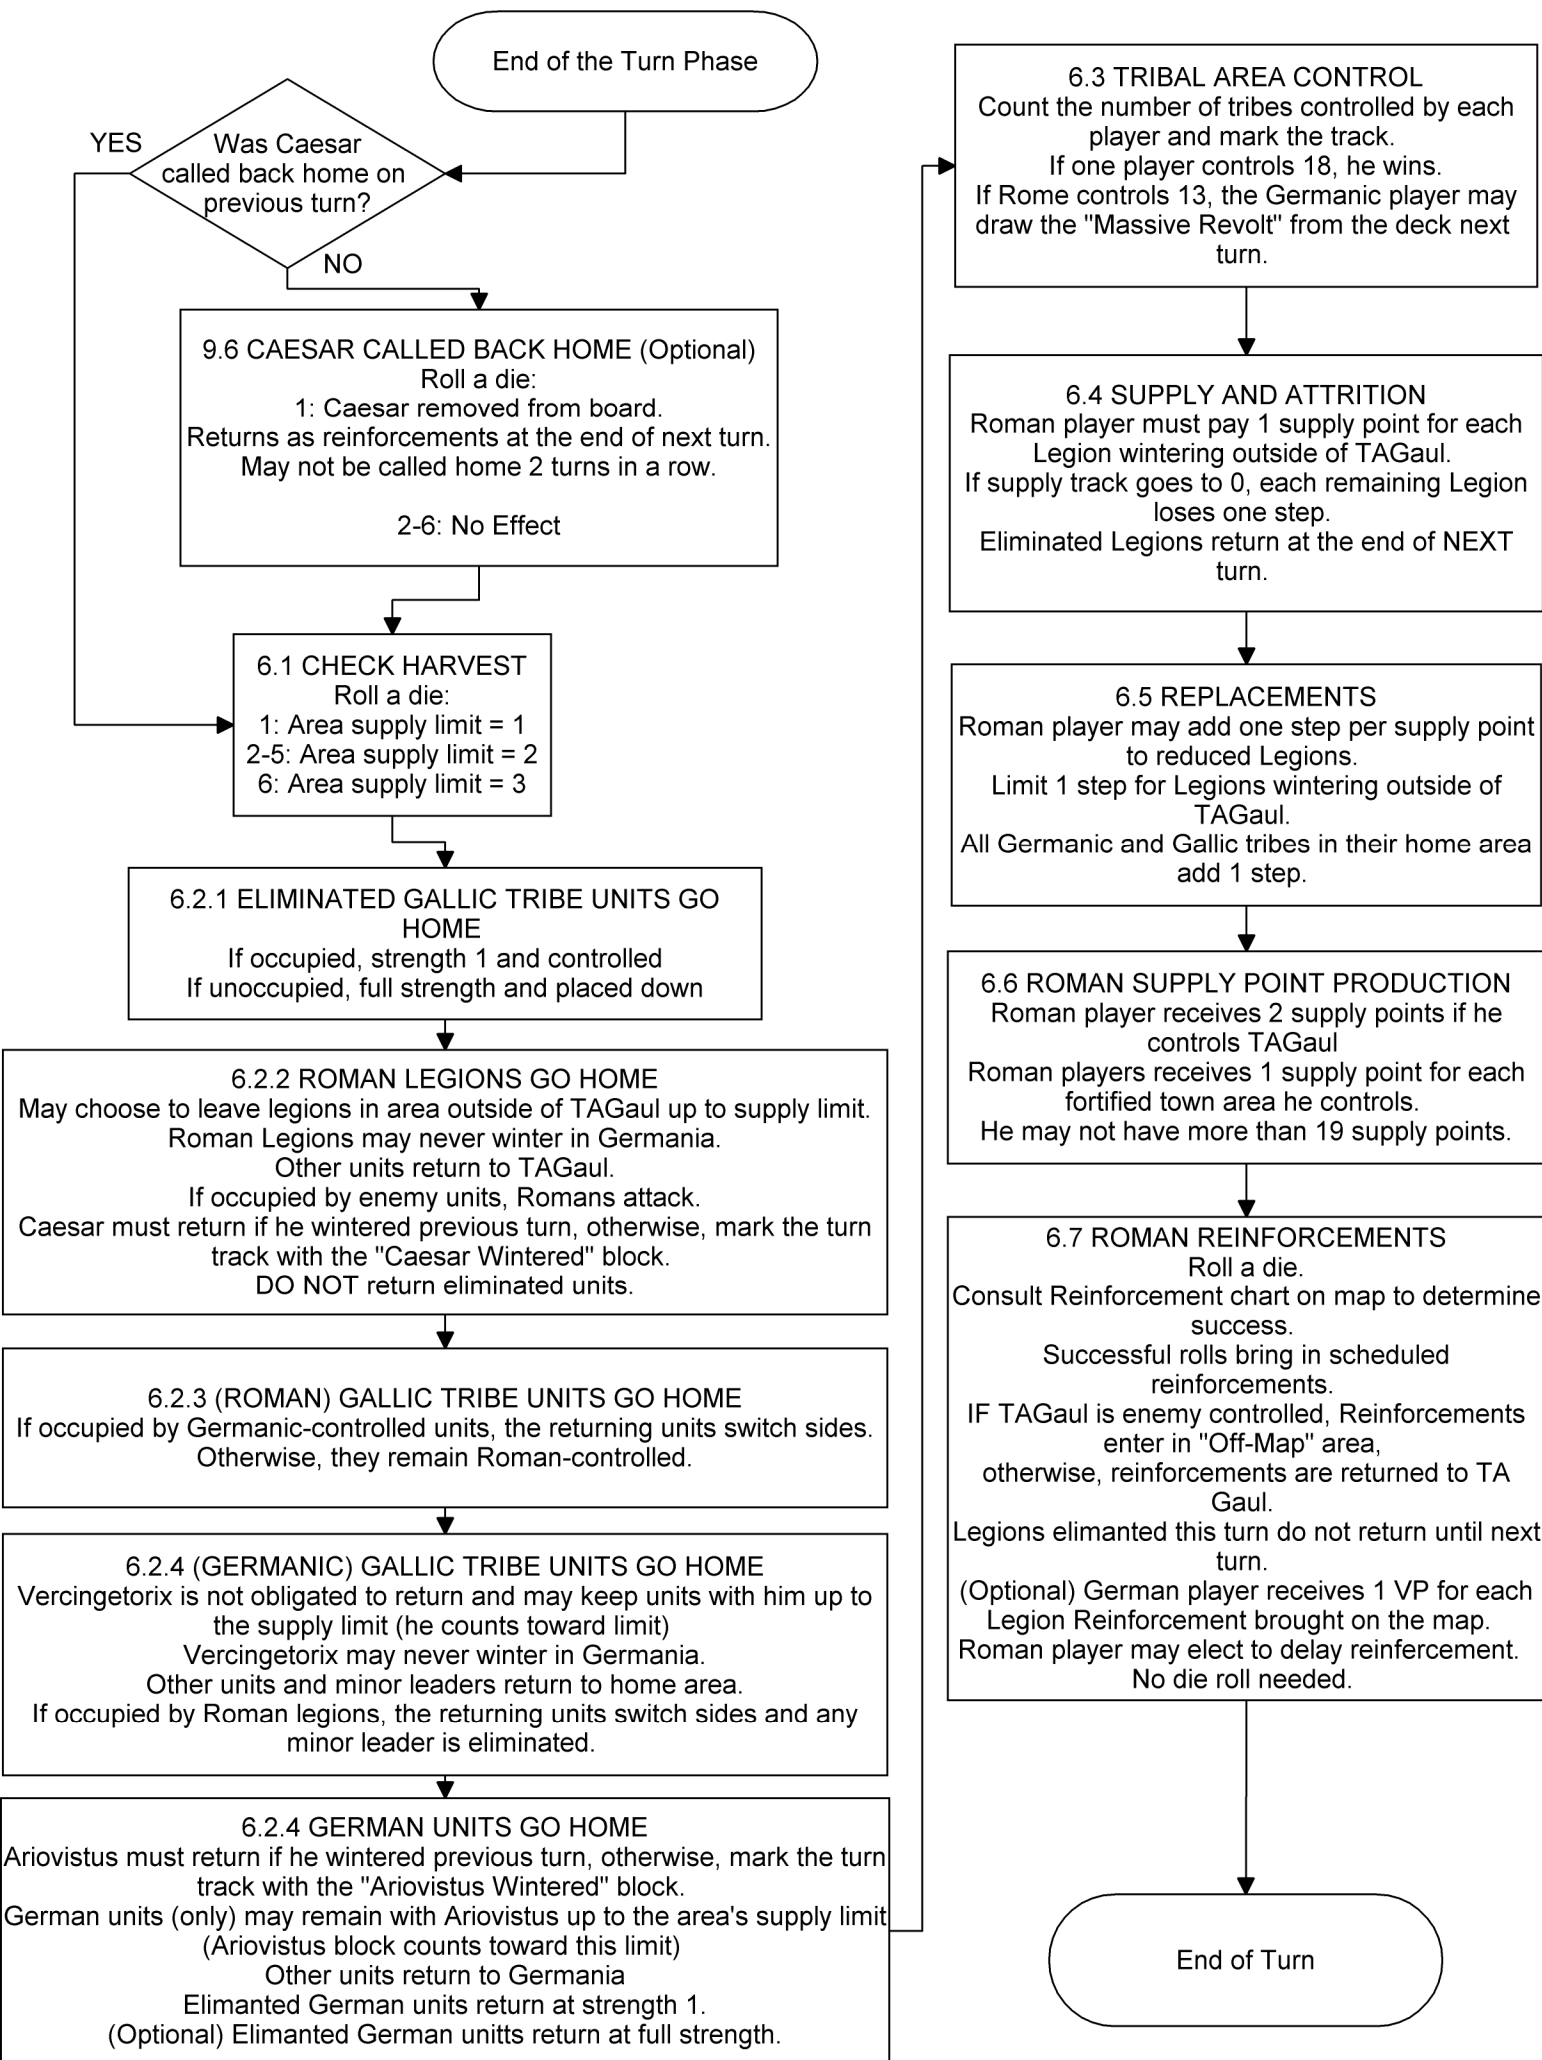 End of the Turn Phase
YES
Was Caesar
called back home on
previous turn?
NO
9.6 CAESAR CALLED BACK HOME (Optional)
Roll a die:
1: Caesar removed from board.
Returns as reinforcements at the end of next turn.
May not be called home 2 turns in a row.
2-6: No Effect
6.1 CHECK HARVEST
Roll a die:
1: Area supply limit = 1
2-5: Area supply limit = 2
6: Area supply limit = 3
6.2.1 ELIMINATED GALLIC TRIBE UNITS GO
HOME
If occupied, strength 1 and controlled
If unoccupied, full strength and placed down
6.2.2 ROMAN LEGIONS GO HOME
May choose to leave legions in area outside of TAGaul up to supply limit.
Roman Legions may never winter in Germania.
Other units return to TAGaul.
If occupied by enemy units, Romans attack.
Caesar must return if he wintered previous turn, otherwise, mark the turn
track with the "Caesar Wintered" block.
DO NOT return eliminated units.
6.2.3 (ROMAN) GALLIC TRIBE UNITS GO HOME
If occupied by Germanic-controlled units, the returning units switch sides.
Otherwise, they remain Roman-controlled.
6.2.4 (GERMANIC) GALLIC TRIBE UNITS GO HOME
Vercingetorix is not obligated to return and may keep units with him up to
the supply limit (he counts toward limit)
Vercingetorix may never winter in Germania.
Other units and minor leaders return to home area.
If occupied by Roman legions, the returning units switch sides and any
minor leader is eliminated.
6.2.4 GERMAN UNITS GO HOME
Ariovistus must return if he wintered previous turn, otherwise, mark the turn
track with the "Ariovistus Wintered" block.
German units (only) may remain with Ariovistus up to the area's supply limit
(Ariovistus block counts toward this limit)
Other units return to Germania
Elimanted German units return at strength 1.
(Optional) Elimanted German unitts return at full strength.
6.3 TRIBAL AREA CONTROL
Count the number of tribes controlled by each
player and mark the track.
If one player controls 18, he wins.
If Rome controls 13, the Germanic player may
draw the "Massive Revolt" from the deck next
turn.
6.4 SUPPLY AND ATTRITION
Roman player must pay 1 supply point for each
Legion wintering outside of TAGaul.
If supply track goes to 0, each remaining Legion
loses one step.
Eliminated Legions return at the end of NEXT
turn.
6.5 REPLACEMENTS
Roman player may add one step per supply point
to reduced Legions.
Limit 1 step for Legions wintering outside of
TAGaul.
All Germanic and Gallic tribes in their home area
add 1 step.
6.6 ROMAN SUPPLY POINT PRODUCTION
Roman player receives 2 supply points if he
controls TAGaul
Roman players receives 1 supply point for each
fortified town area he controls.
He may not have more than 19 supply points.
6.7 ROMAN REINFORCEMENTS
Roll a die.
Consult Reinforcement chart on map to determine
success.
Successful rolls bring in scheduled
reinforcements.
IF TAGaul is enemy controlled, Reinforcements
enter in "Off-Map" area,
otherwise, reinforcements are returned to TA
Gaul.
Legions elimanted this turn do not return until next
turn.
(Optional) German player receives 1 VP for each
Legion Reinforcement brought on the map.
Roman player may elect to delay reinfercement.
No die roll needed.
End of Turn